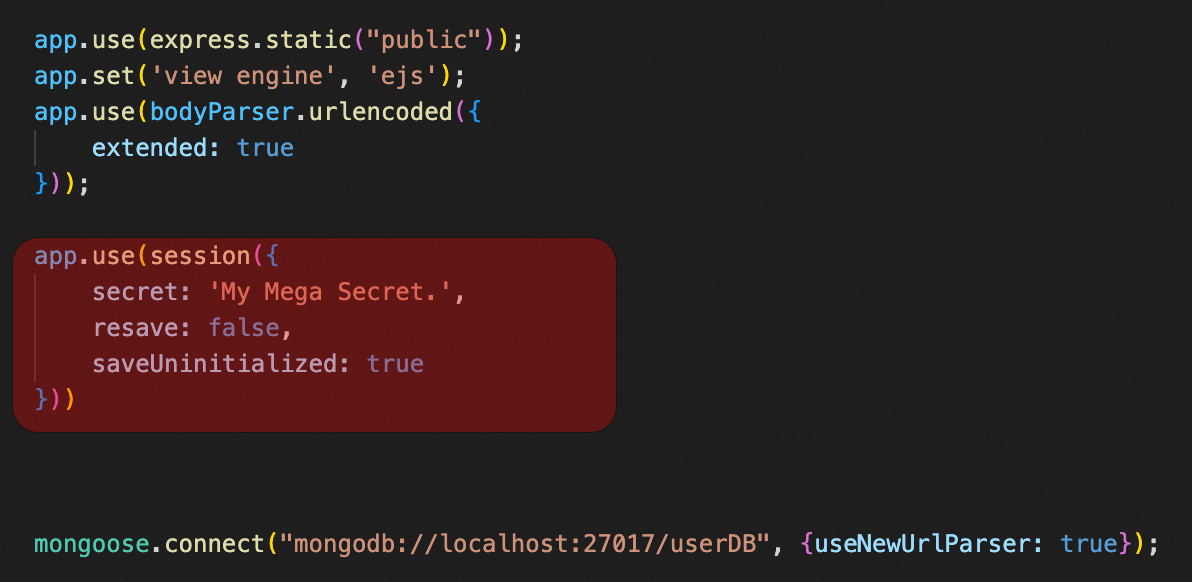 app.use(express.static("public"));
app.set('view engine', 'ejs');
app.use(bodyParser.urlencoded({
    extended: true
}));
app.use(session({
    secret: 'My Mega Secret.',
    resave: false,
    saveUninitialized: true
}))
mongoose.connect("mongodb://localhost:27017/userDB", {useNewUrlParser: true});